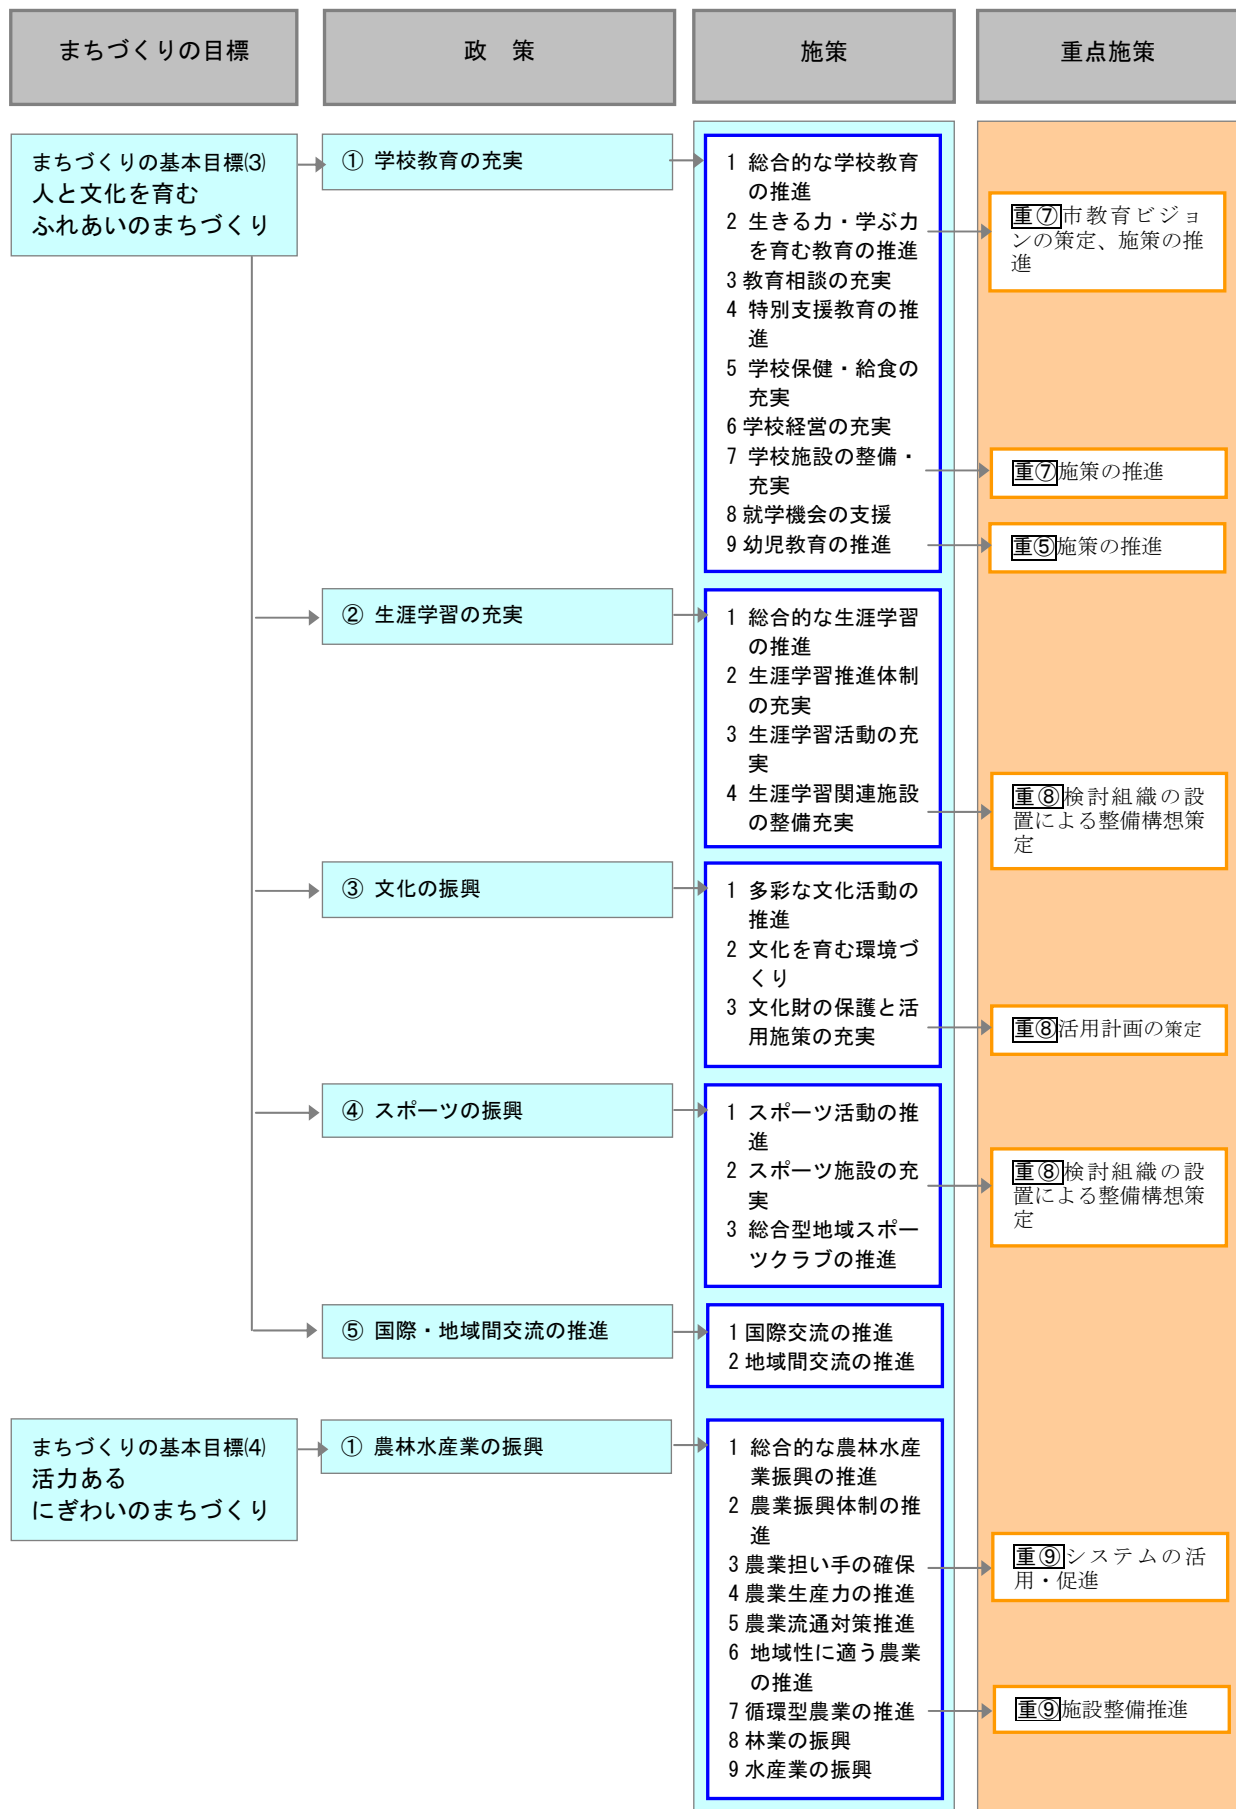 まちづくりの目標
政　策
施策
重点施策
まちづくりの基本目標⑶
人と文化を育む
ふれあいのまちづくり
① 学校教育の充実
1 総合的な学校教育
の推進
2 生きる力・学ぶ力
を育む教育の推進
3 教育相談の充実
4 特別支援教育の推
進
5 学校保健・給食の
充実
6 学校経営の充実
7 学校施設の整備・
充実
8 就学機会の支援
9 幼児教育の推進
重⑦市教育ビジョ
ンの策定、施策の推
進
重⑦施策の推進
重⑤施策の推進
② 生涯学習の充実
1 総合的な生涯学習
の推進
2 生涯学習推進体制
の充実
3 生涯学習活動の充
実
4 生涯学習関連施設
の整備充実
重⑧検討組織の設
置による整備構想策
定
③ 文化の振興
1 多彩な文化活動の
推進
2 文化を育む環境づ
くり
3 文化財の保護と活
用施策の充実
重⑧活用計画の策定
④ スポーツの振興
1 スポーツ活動の推
進
2 スポーツ施設の充
実
3 総合型地域スポー
ツクラブの推進
重⑧検討組織の設
置による整備構想策
定
⑤ 国際・地域間交流の推進
1 国際交流の推進
2 地域間交流の推進
まちづくりの基本目標⑷
活力ある
にぎわいのまちづくり
① 農林水産業の振興
1 総合的な農林水産
業振興の推進
2 農業振興体制の推
進
3 農業担い手の確保
4 農業生産力の推進
5 農業流通対策推進
6 地域性に適う農業
の推進
7 循環型農業の推進
8 林業の振興
9 水産業の振興
重⑨システムの活
用・促進
重⑨施設整備推進